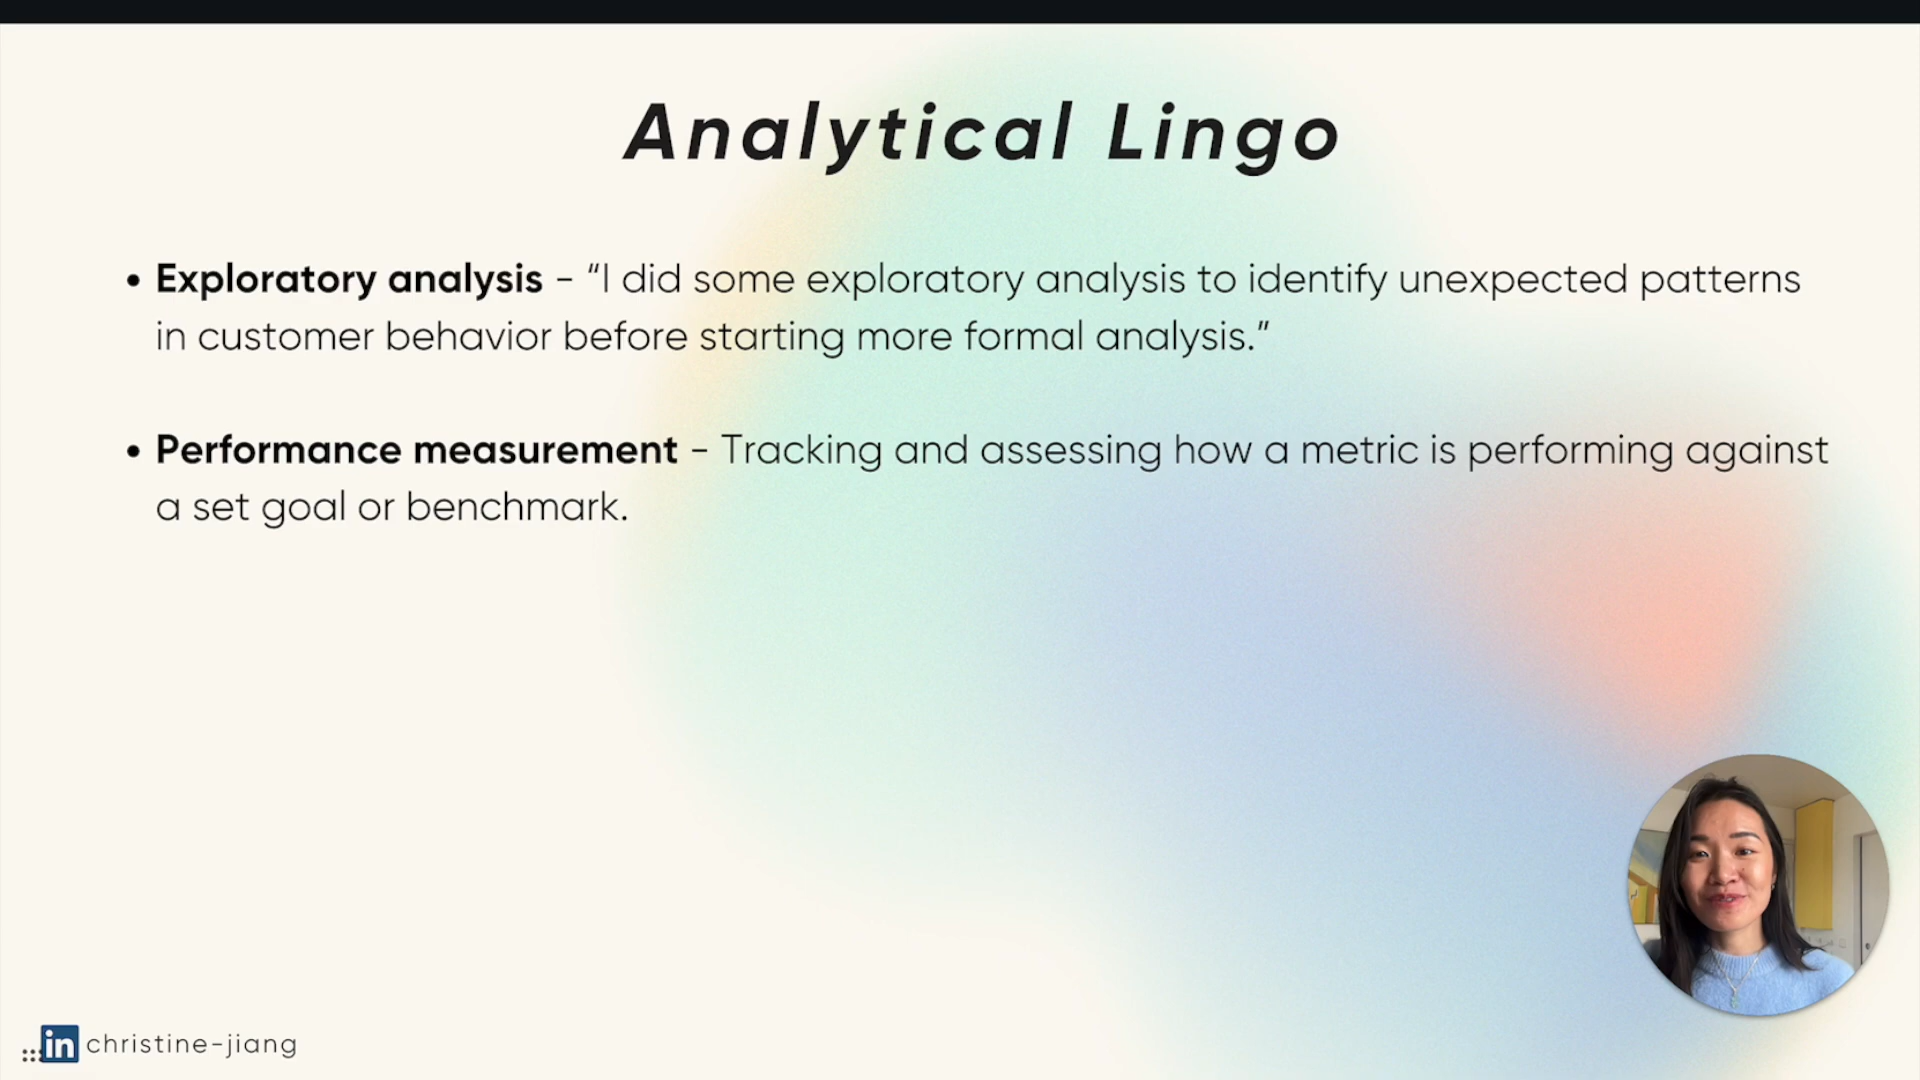 Analytical Lingo
• Exploratory analysis - “I did some exploratory analysis to identify unexpected patterns
in customer behavior before starting more formal analysis.”
• Performance measurement - Tracking and assessing how a metric is performing against
a set goal or benchmark.
in christine-jiang